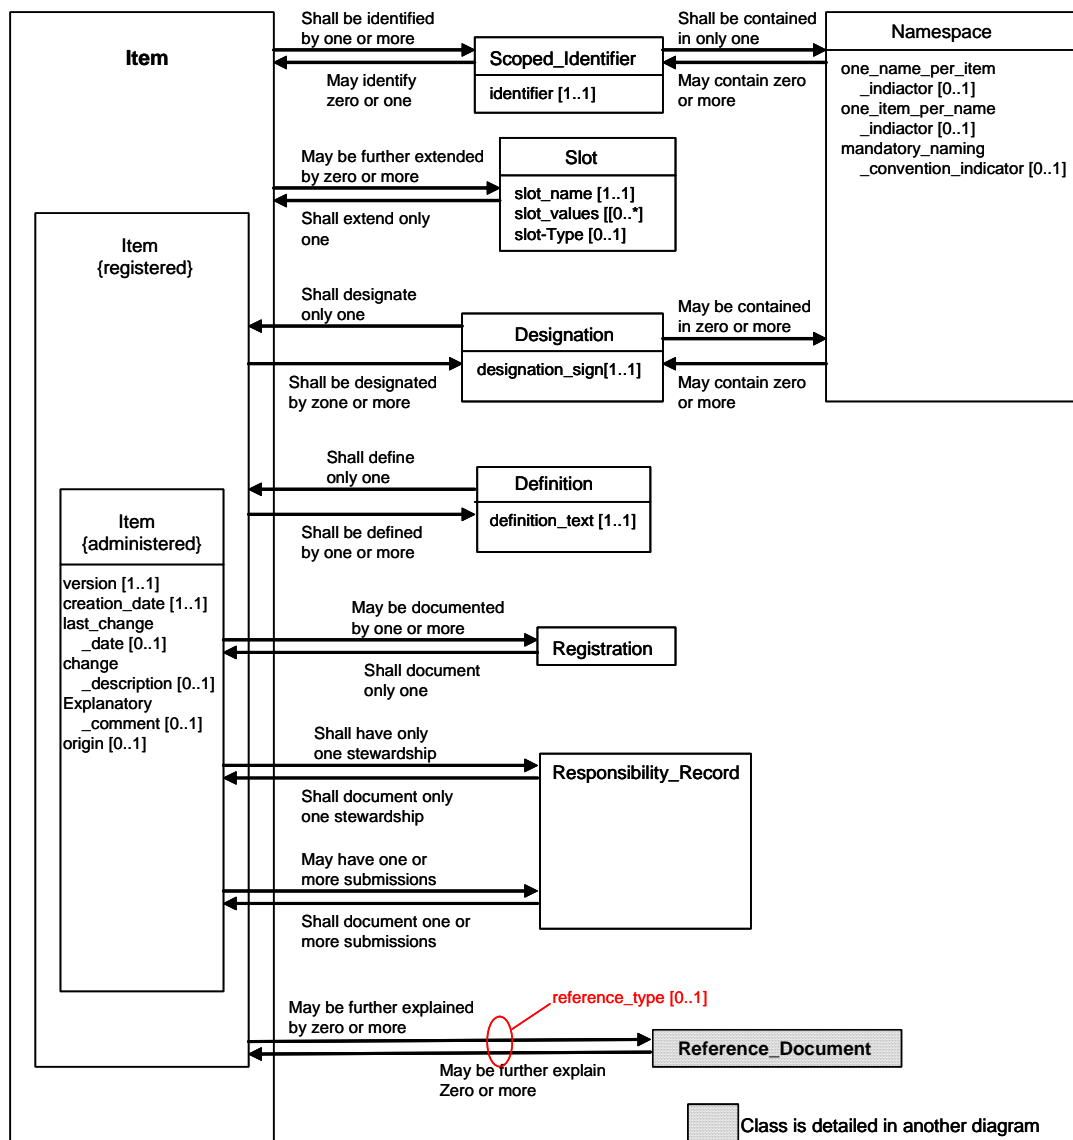 Item
Shall be identified
by one or more
May identify
zero or one
Scoped_Identifier
identifier [1..1]
Shall be contained
in only one
May contain zero
or more
Namespace
one_name_per_item
_indiactor [0..1]
one_item_per_name
_indiactor [0..1]
mandatory_naming
_convention_indicator [0..1]
May be further extended
by zero or more
Shall extend only
one
Slot
slot_name [1..1]
slot_values [[0..*]
slot-Type [0..1]
Item
{registered}
Shall designate
only one
Shall be designated
by zone or more
Designation
designation_sign[1..1]
May be contained
in zero or more
May contain zero
or more
Shall define
only one
Shall be defined
by one or more
Definition
definition_text [1..1]
Item
{administered}
version [1..1]
creation_date [1..1]
last_change
_date [0..1]
change
_description [0..1]
Explanatory
_comment [0..1]
origin [0..1]
May be documented
by one or more
Shall document
only one
Registration
Shall have only
one stewardship
Shall document only
one stewardship
Responsibility_Record
May have one or
more submissions
Shall document one or
more submissions
May be further explained
by zero or more
reference_type [0..1]
May be further explain
Zero or more
Reference_Document
Class is detailed in another diagram